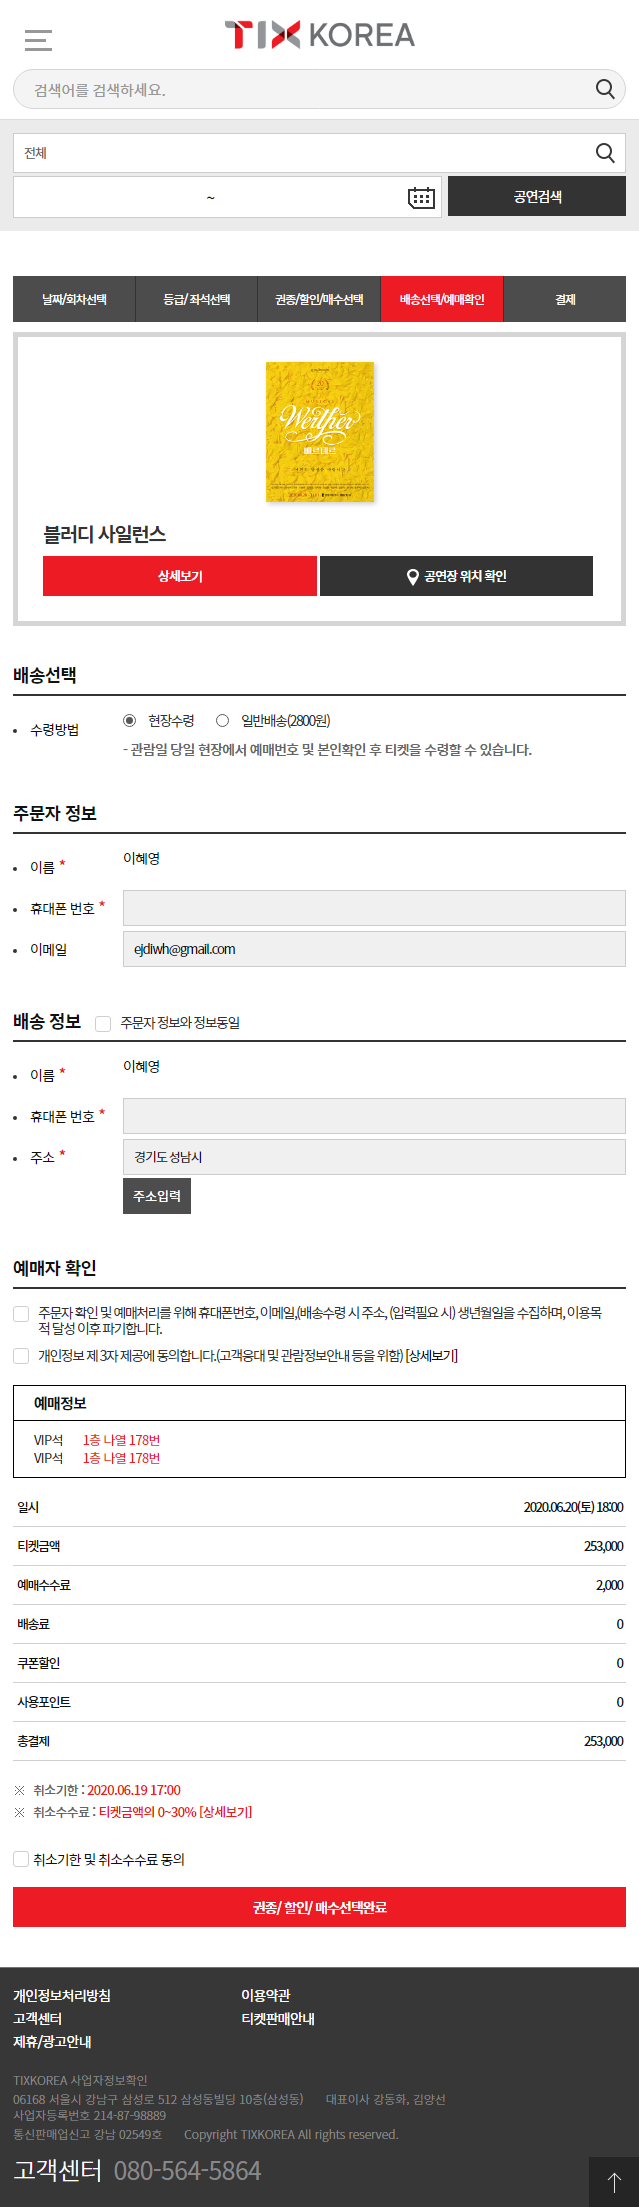 TIX KOREA
검색어를 검색하세요.
전체
~
공연검색
날짜/회차선택
등급/ 좌석선택
권종/할인/매수선택
배송선택/예매확인
결제
Werther
베르테르
블러디 사일런스
상세보기
공연장 위치 확인
배송선택
수령방법
현장수령
일반배송(2800원)
- 관람일 당일 현장에서 예매번호 및 본인확인 후 티켓을 수령할 수 있습니다.
주문자 정보
이름 *
이혜영
휴대폰 번호 *
이메일
ejdiwh@gmail.com
배송 정보
주문자 정보와 정보동일
이름 *
이혜영
휴대폰 번호 *
주소 *
경기도 성남시
주소입력
예매자 확인
주문자 확인 및 예매처리를 위해 휴대폰번호, 이메일,(배송수령 시 주소, (입력필요 시) 생년월일을 수집하며, 이용목
적 달성 이후 파기합니다.
개인정보 제 3자 제공에 동의합니다.(고객응대 및 관람정보안내 등을 위함) [상세보기]
예매정보
VIP석 1층 나열 178번
VIP석 1층 나열 178번
일시 2020.06.20(토) 18:00
티켓금액 253,000
예매수수료 2,000
배송료 0
쿠폰할인 0
사용포인트 0
총결제 253,000
※ 취소기한 : 2020.06.19 17:00
※ 취소수수료 : 티켓금액의 0~30% [상세보기]
취소기한 및 취소수수료 동의
권종/ 할인/ 매수선택완료
개인정보처리방침 이용약관
고객센터 티켓판매안내
제휴/광고안내
TIXKOREA 사업자정보확인
06168 서울시 강남구 삼성로 512 삼성동빌딩 10층(삼성동) 대표이사 강동화, 김양선
사업자등록번호 214-87-98889
통신판매업신고 강남 02549호 Copyright TIXKOREA All rights reserved.
고객센터 080-564-5864